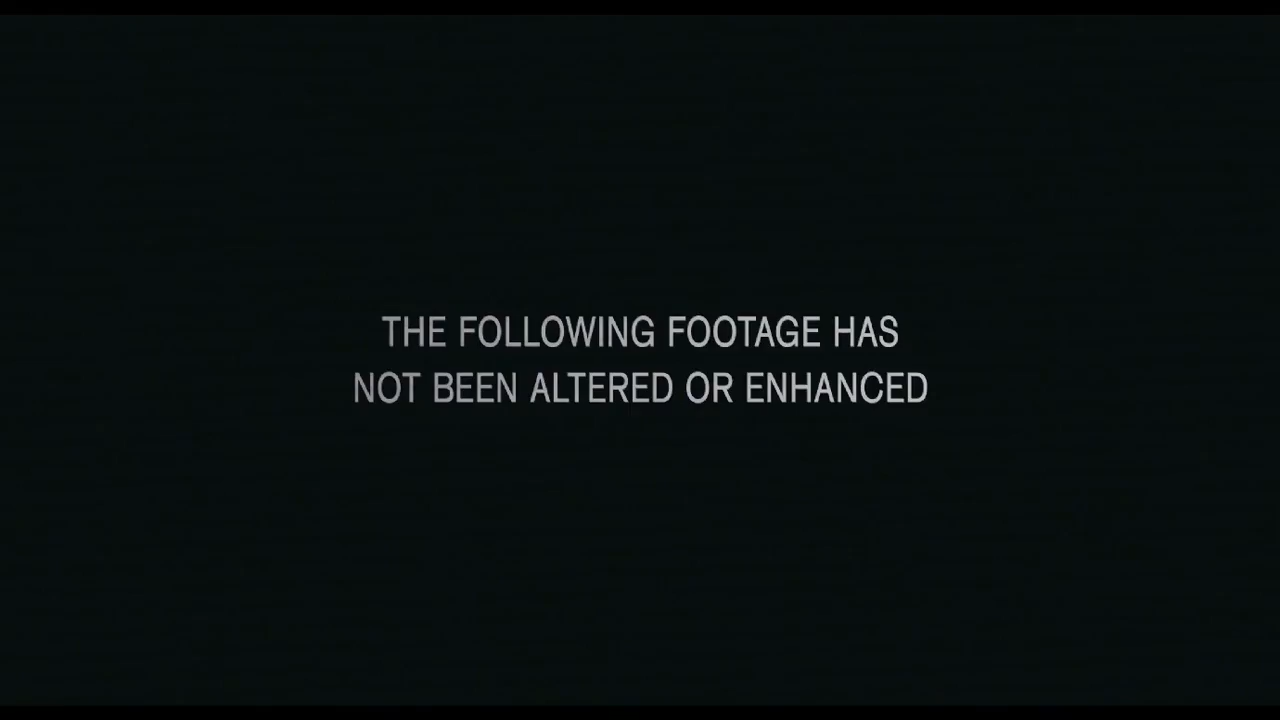 THE FOLLOWING FOOTAGE HAS
NOT BEEN ALTERED OR ENHANCED